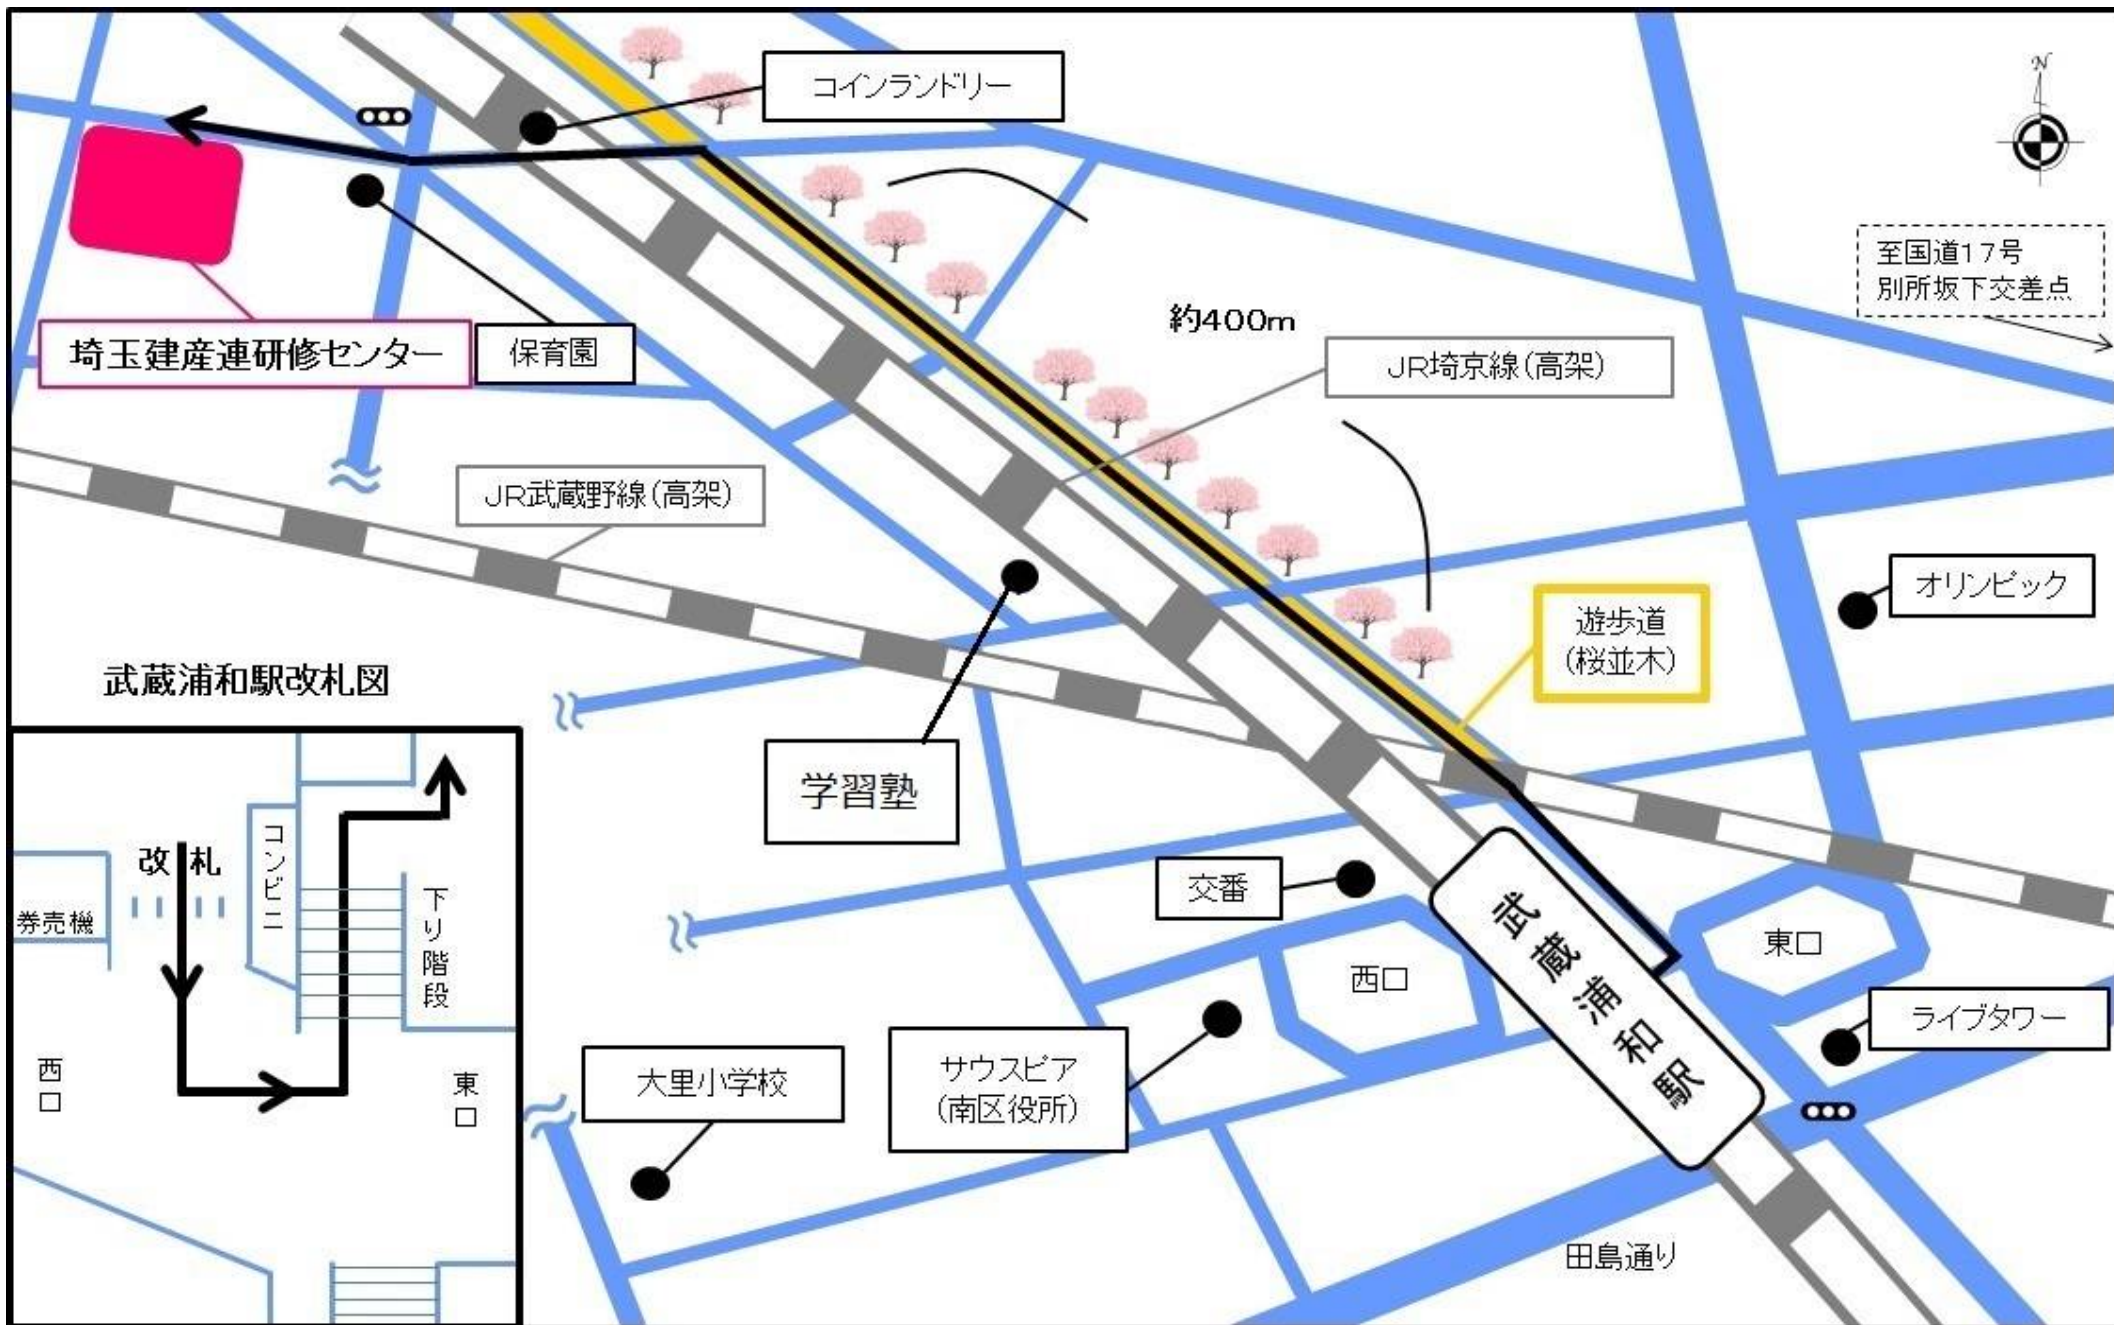 コインランドリー
N
至国道17号
別所坂下交差点
約400m
埼玉建産連研修センター
保育園
JR埼京線(高架)
JR武蔵野線(高架)
オリンピック
遊歩道
(桜並木)
武蔵浦和駅改札図
学習塾
改札
コンビニ
券売機
下り階段
西口
東口
交番
武蔵浦和駅
西口
東口
ライブタワー
大里小学校
サウスピア
(南区役所)
田島通り